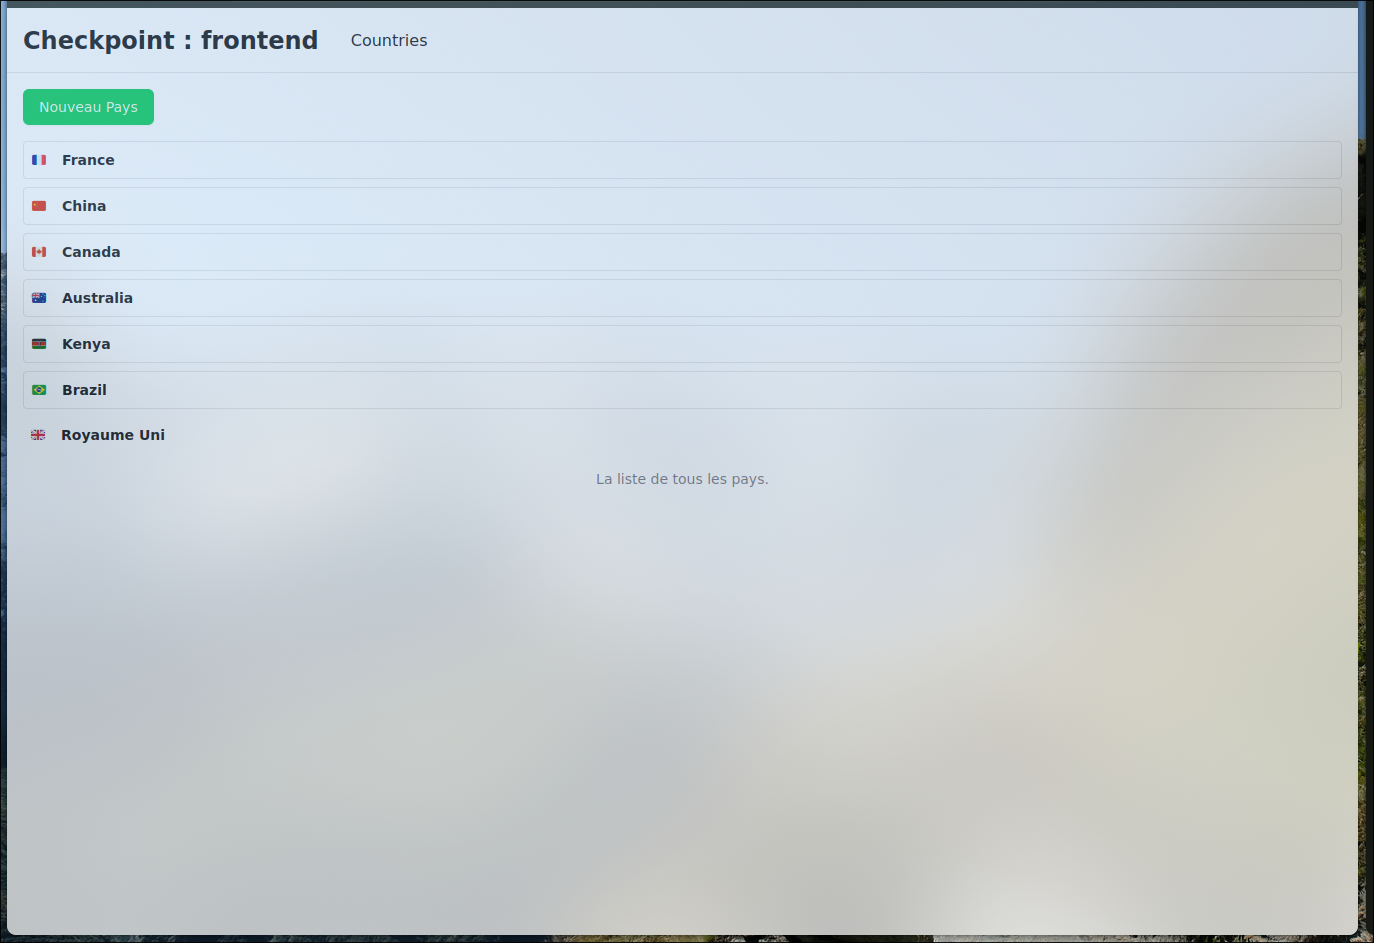 Checkpoint : frontend
Countries
Nouveau Pays
France
China
Canada
Australia
Kenya
Brazil
Royaume Uni
La liste de tous les pays.